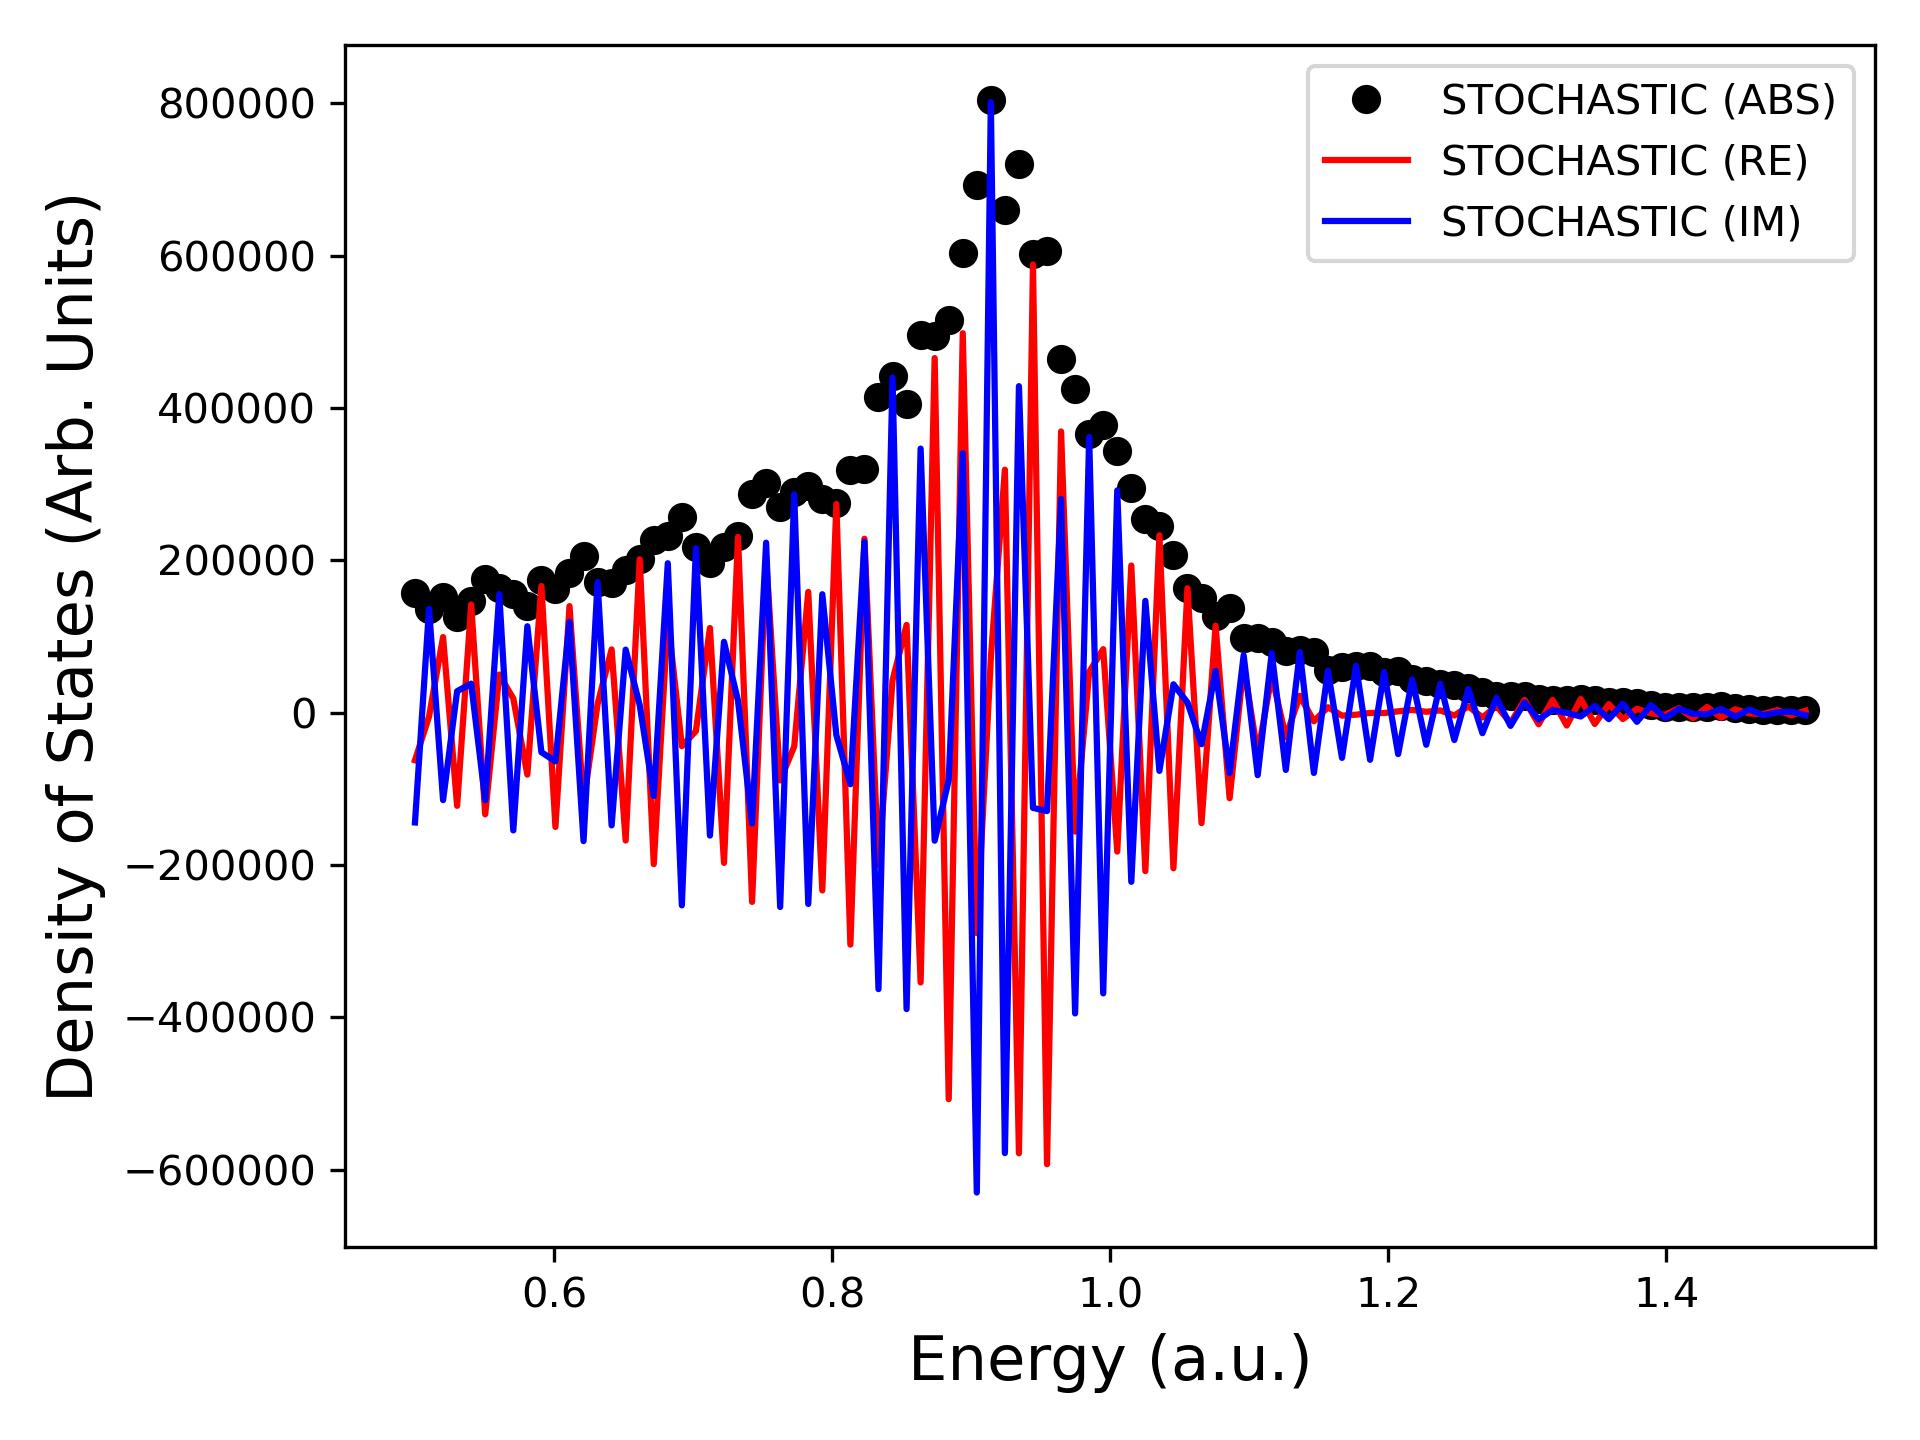 STOCHASTIC (ABS)
STOCHASTIC (RE)
STOCHASTIC (IM)
Density of States (Arb. Units)
800000
600000
400000
200000
0
−200000
−400000
−600000
0.6 0.8 1.0 1.2 1.4
Energy (a.u.)